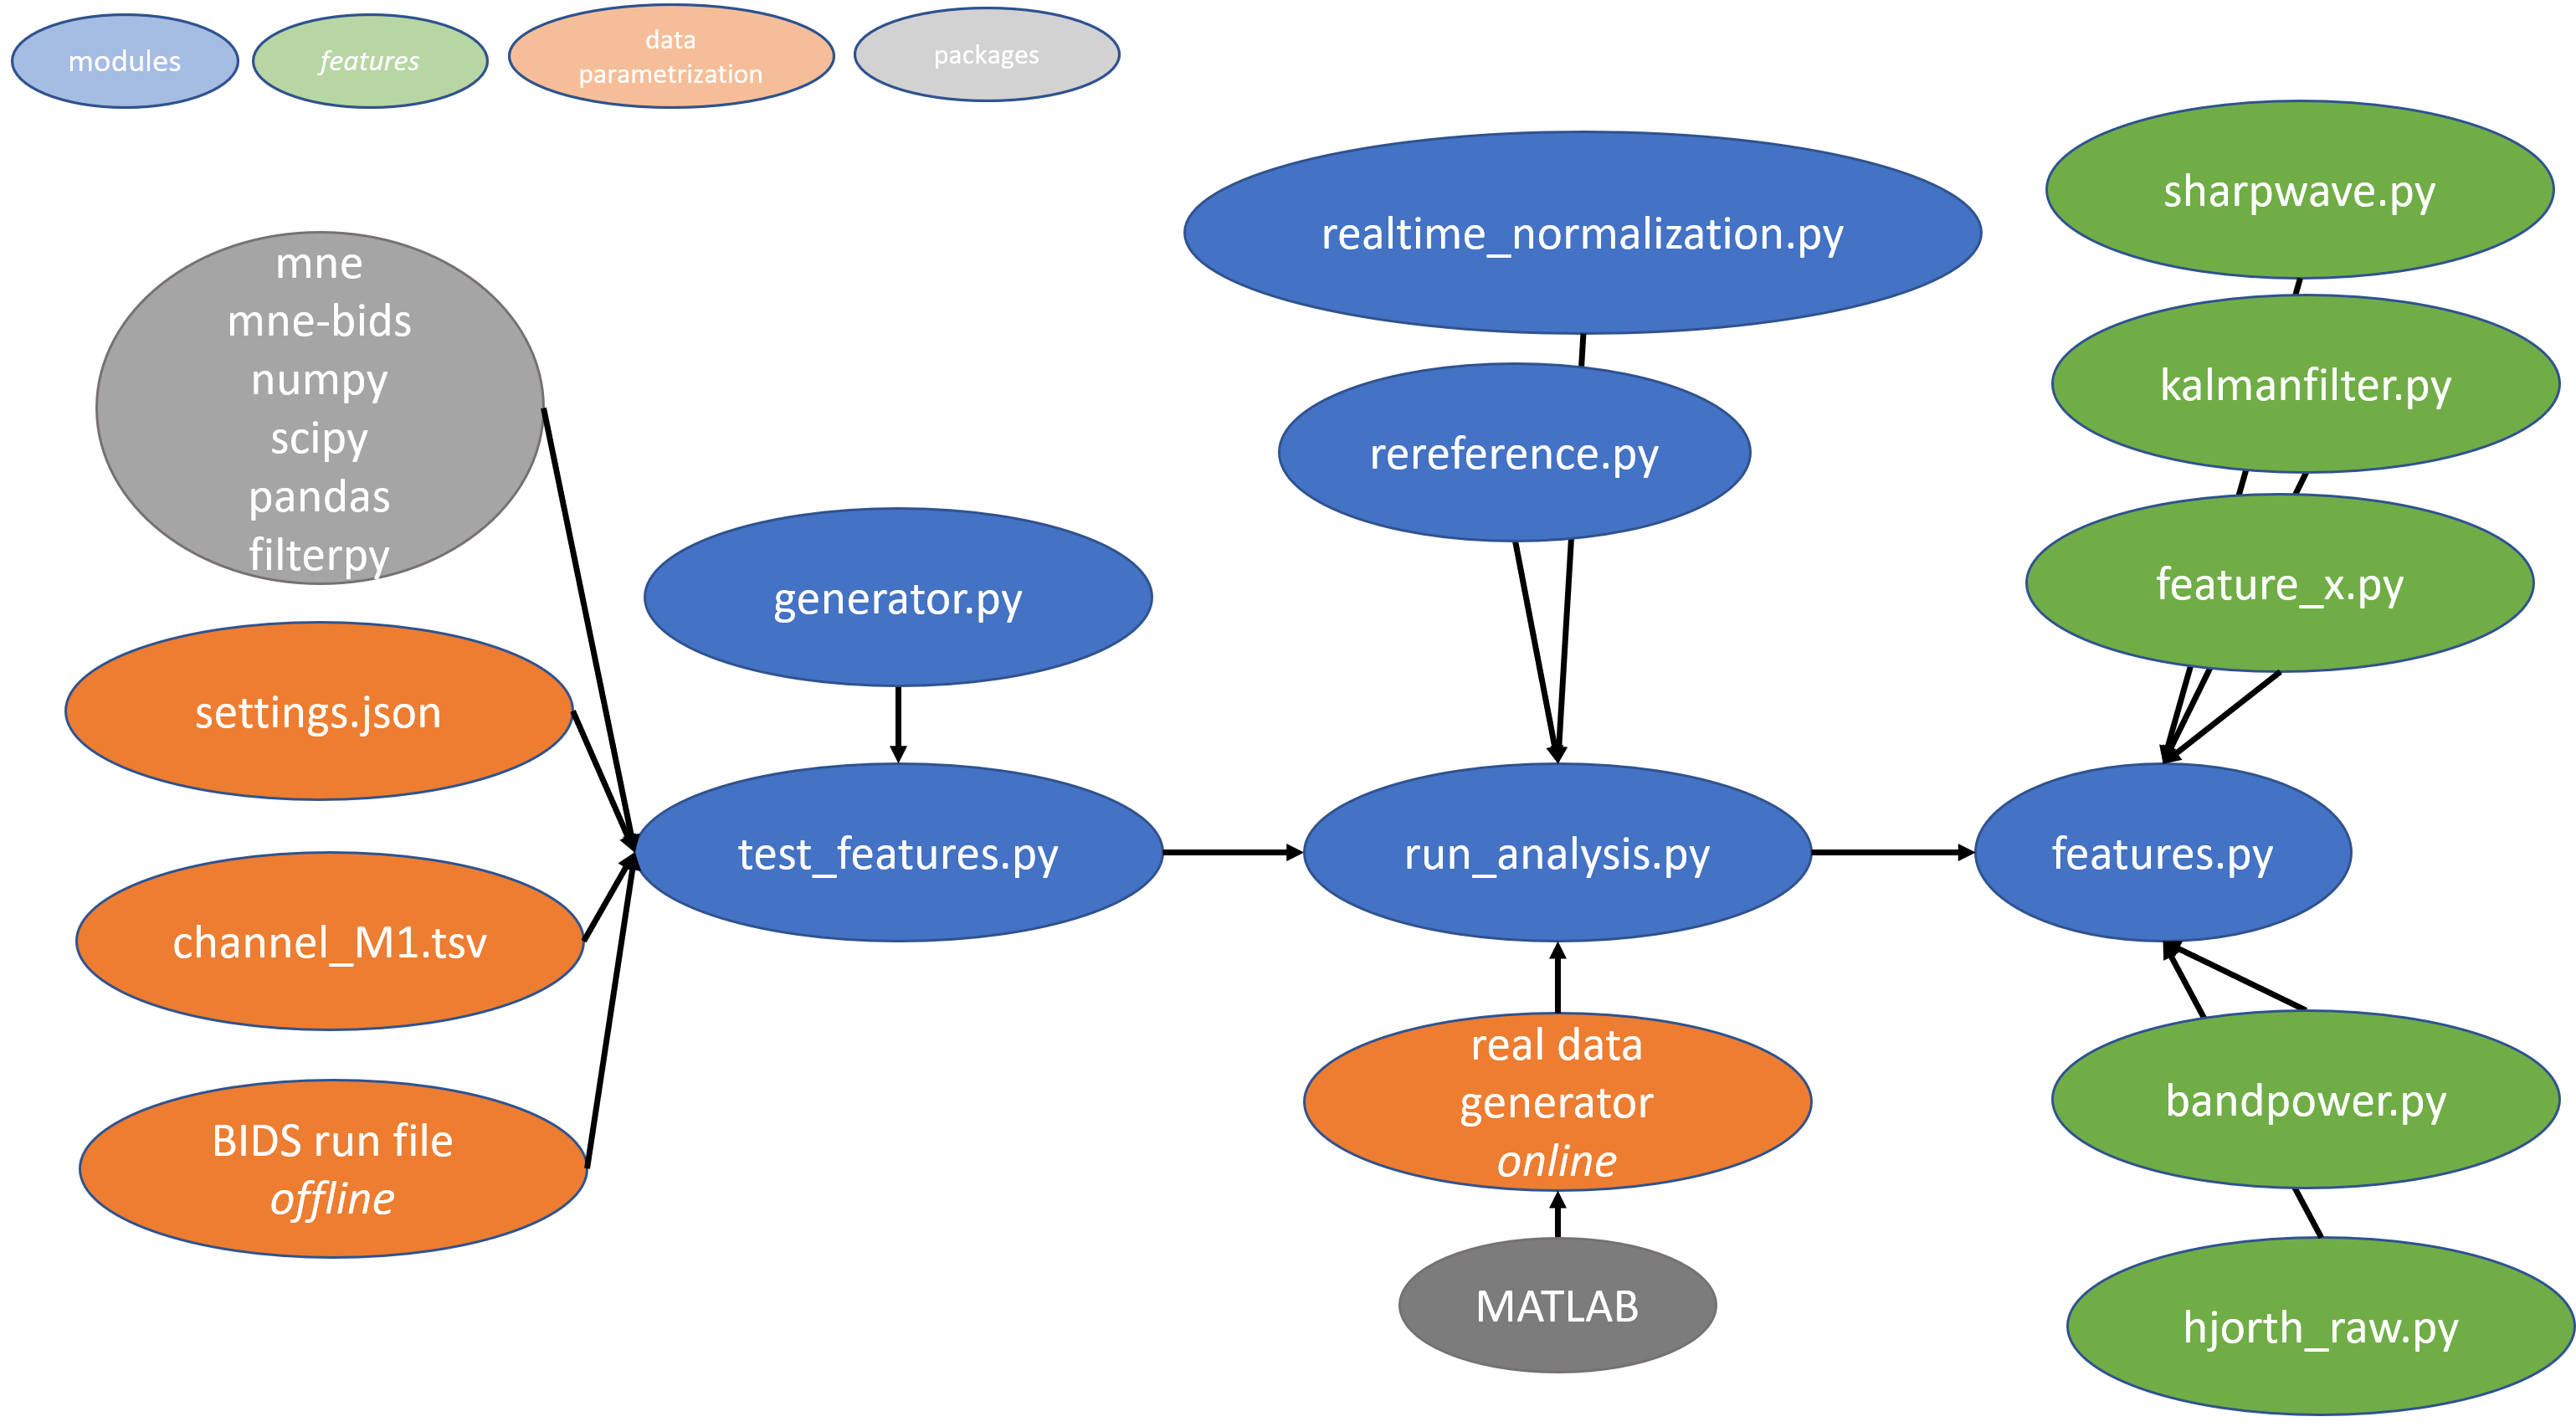 modules
features
data
parametrization
packages
mne
mne-bids
numpy
scipy
pandas
filterpy
settings.json
channel_M1.tsv
BIDS run file
offline
generator.py
test_features.py
realtime_normalization.py
rereference.py
run_analysis.py
real data
generator
online
MATLAB
sharpwave.py
kalmanfilter.py
feature_x.py
features.py
bandpower.py
hjorth_raw.py